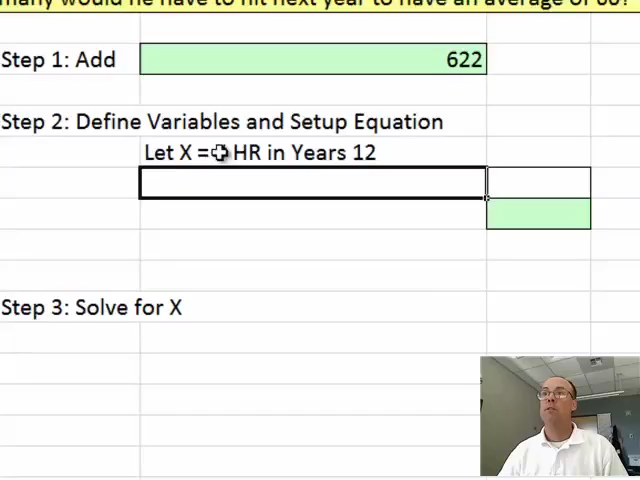 many would he have to hit next year to have an average of 60?
Step 1: Add 622
Step 2: Define Variables and Setup Equation
Let X = HR in Years 12
Step 3: Solve for X